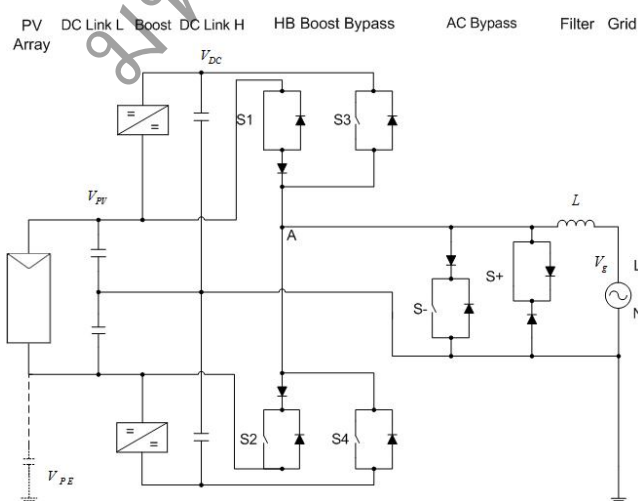 PV Array
DC Link L
Boost
DC Link H
HB Boost Bypass
AC Bypass
Filter
Grid
V_DC
S1
S3
V_PV
A
L
S+
V_g
L
S-
N
S2
S4
V_PE